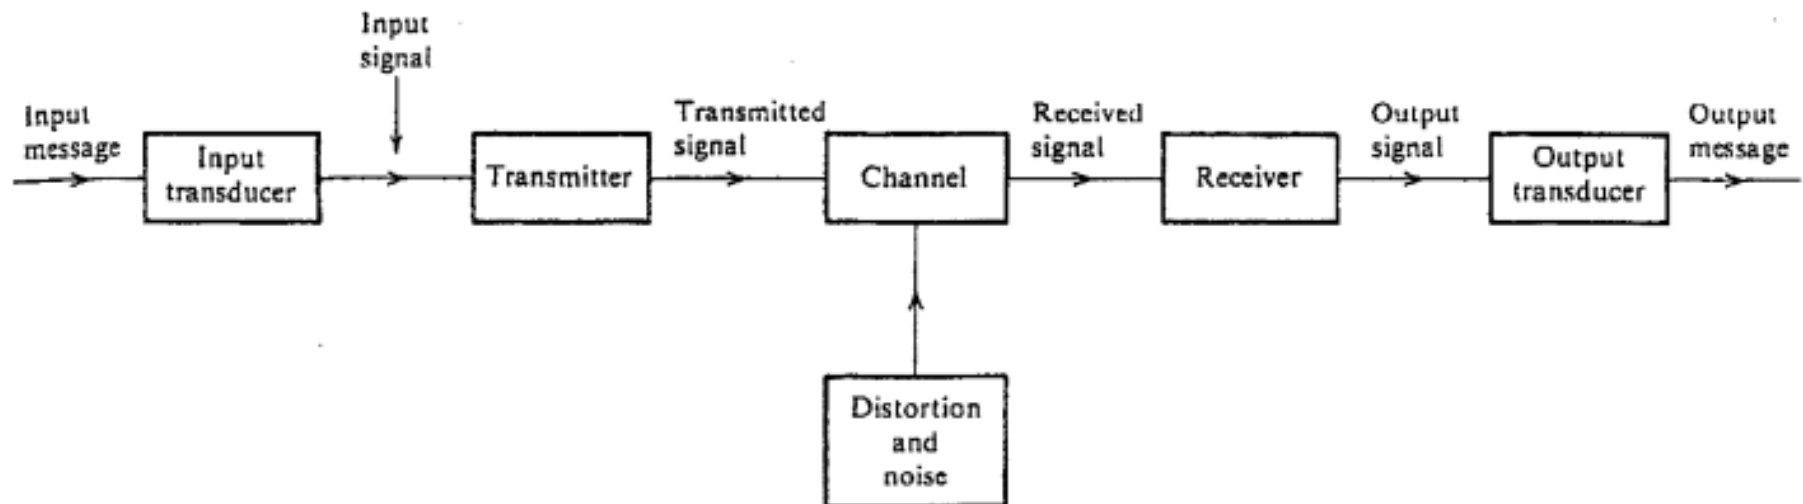 Input
signal
Input
message
Input
transducer
Transmitter
Transmitted
signal
Channel
Received
signal
Receiver
Output
signal
Output
transducer
Output
message
Distortion
and
noise